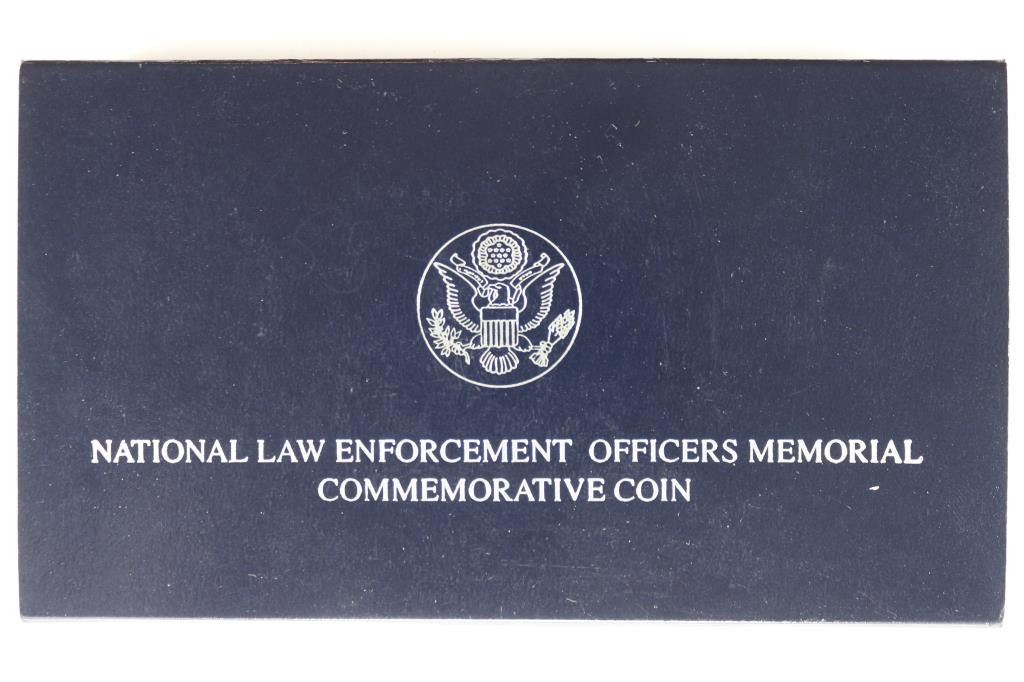 NATIONAL LAW ENFORCEMENT OFFICERS MEMORIAL
COMMEMORATIVE COIN